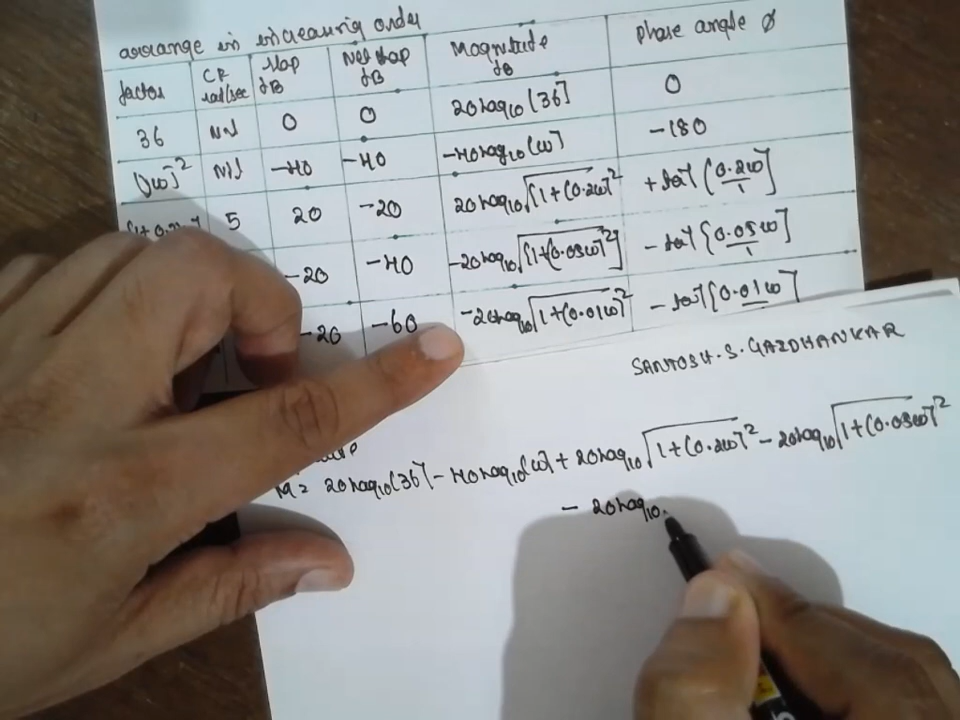 arrange in increasing order
factor CF rad/sec slop dB Net slop dB Magnitude dB phase angle ø
36 Nil 0 0 20log10 [36] 0
(jω)² Nil -40 -40 -40log10(ω) -180
5 20 -20 20log10√{1+(0.2ω)² + tan⁻¹{0.2ω/1}
-20 -40 -20log10√[1+(0.05ω)²] - tan⁻¹{0.05ω/1}
-20 -60 -20log10√1+(0.01ω)² - tan⁻¹{0.01ω
SANTOSH.S.GAIDHANKAR
M = 20log10(36) - 40log10(ω) + 20log10√1+(0.2ω)² - 20log10√1+(0.05ω)²
- 20log10